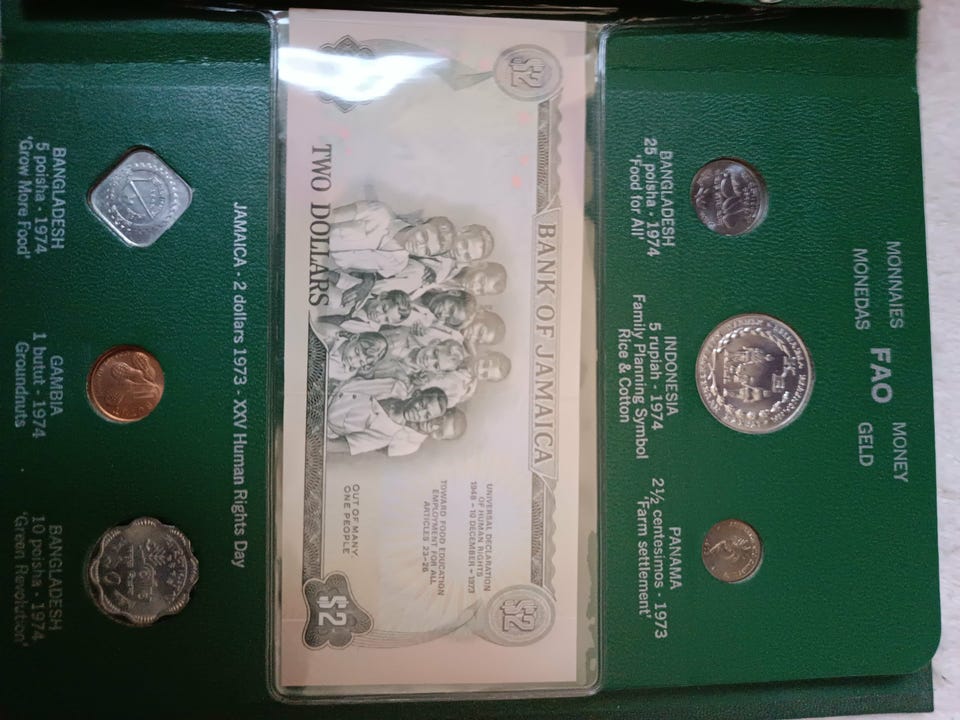 MONNAIES
MONEDAS
FAO
MONEY
GELD
BANGLADESH
25 poisha - 1974
'Food for All'
INDONESIA
5 rupiah - 1974
Family Planning Symbol
Rice & Cotton
PANAMA
2½ centesimos - 1973
'Farm settlement'
$2
BANK OF JAMAICA
$2
UNIVERSAL DECLARATION
OF HUMAN RIGHTS
1948 – 10 DECEMBER – 1973
TOWARD FOOD EDUCATION
EMPLOYMENT FOR ALL
ARTICLES 23-26
OUT OF MANY,
ONE PEOPLE
TWO DOLLARS
$2
JAMAICA - 2 dollars 1973 - XXV Human Rights Day
BANGLADESH
5 poisha - 1974
'Grow More Food'
GAMBIA
1 butut - 1974
Groundnuts
BANGLADESH
10 poisha - 1974
'Green Revolution'